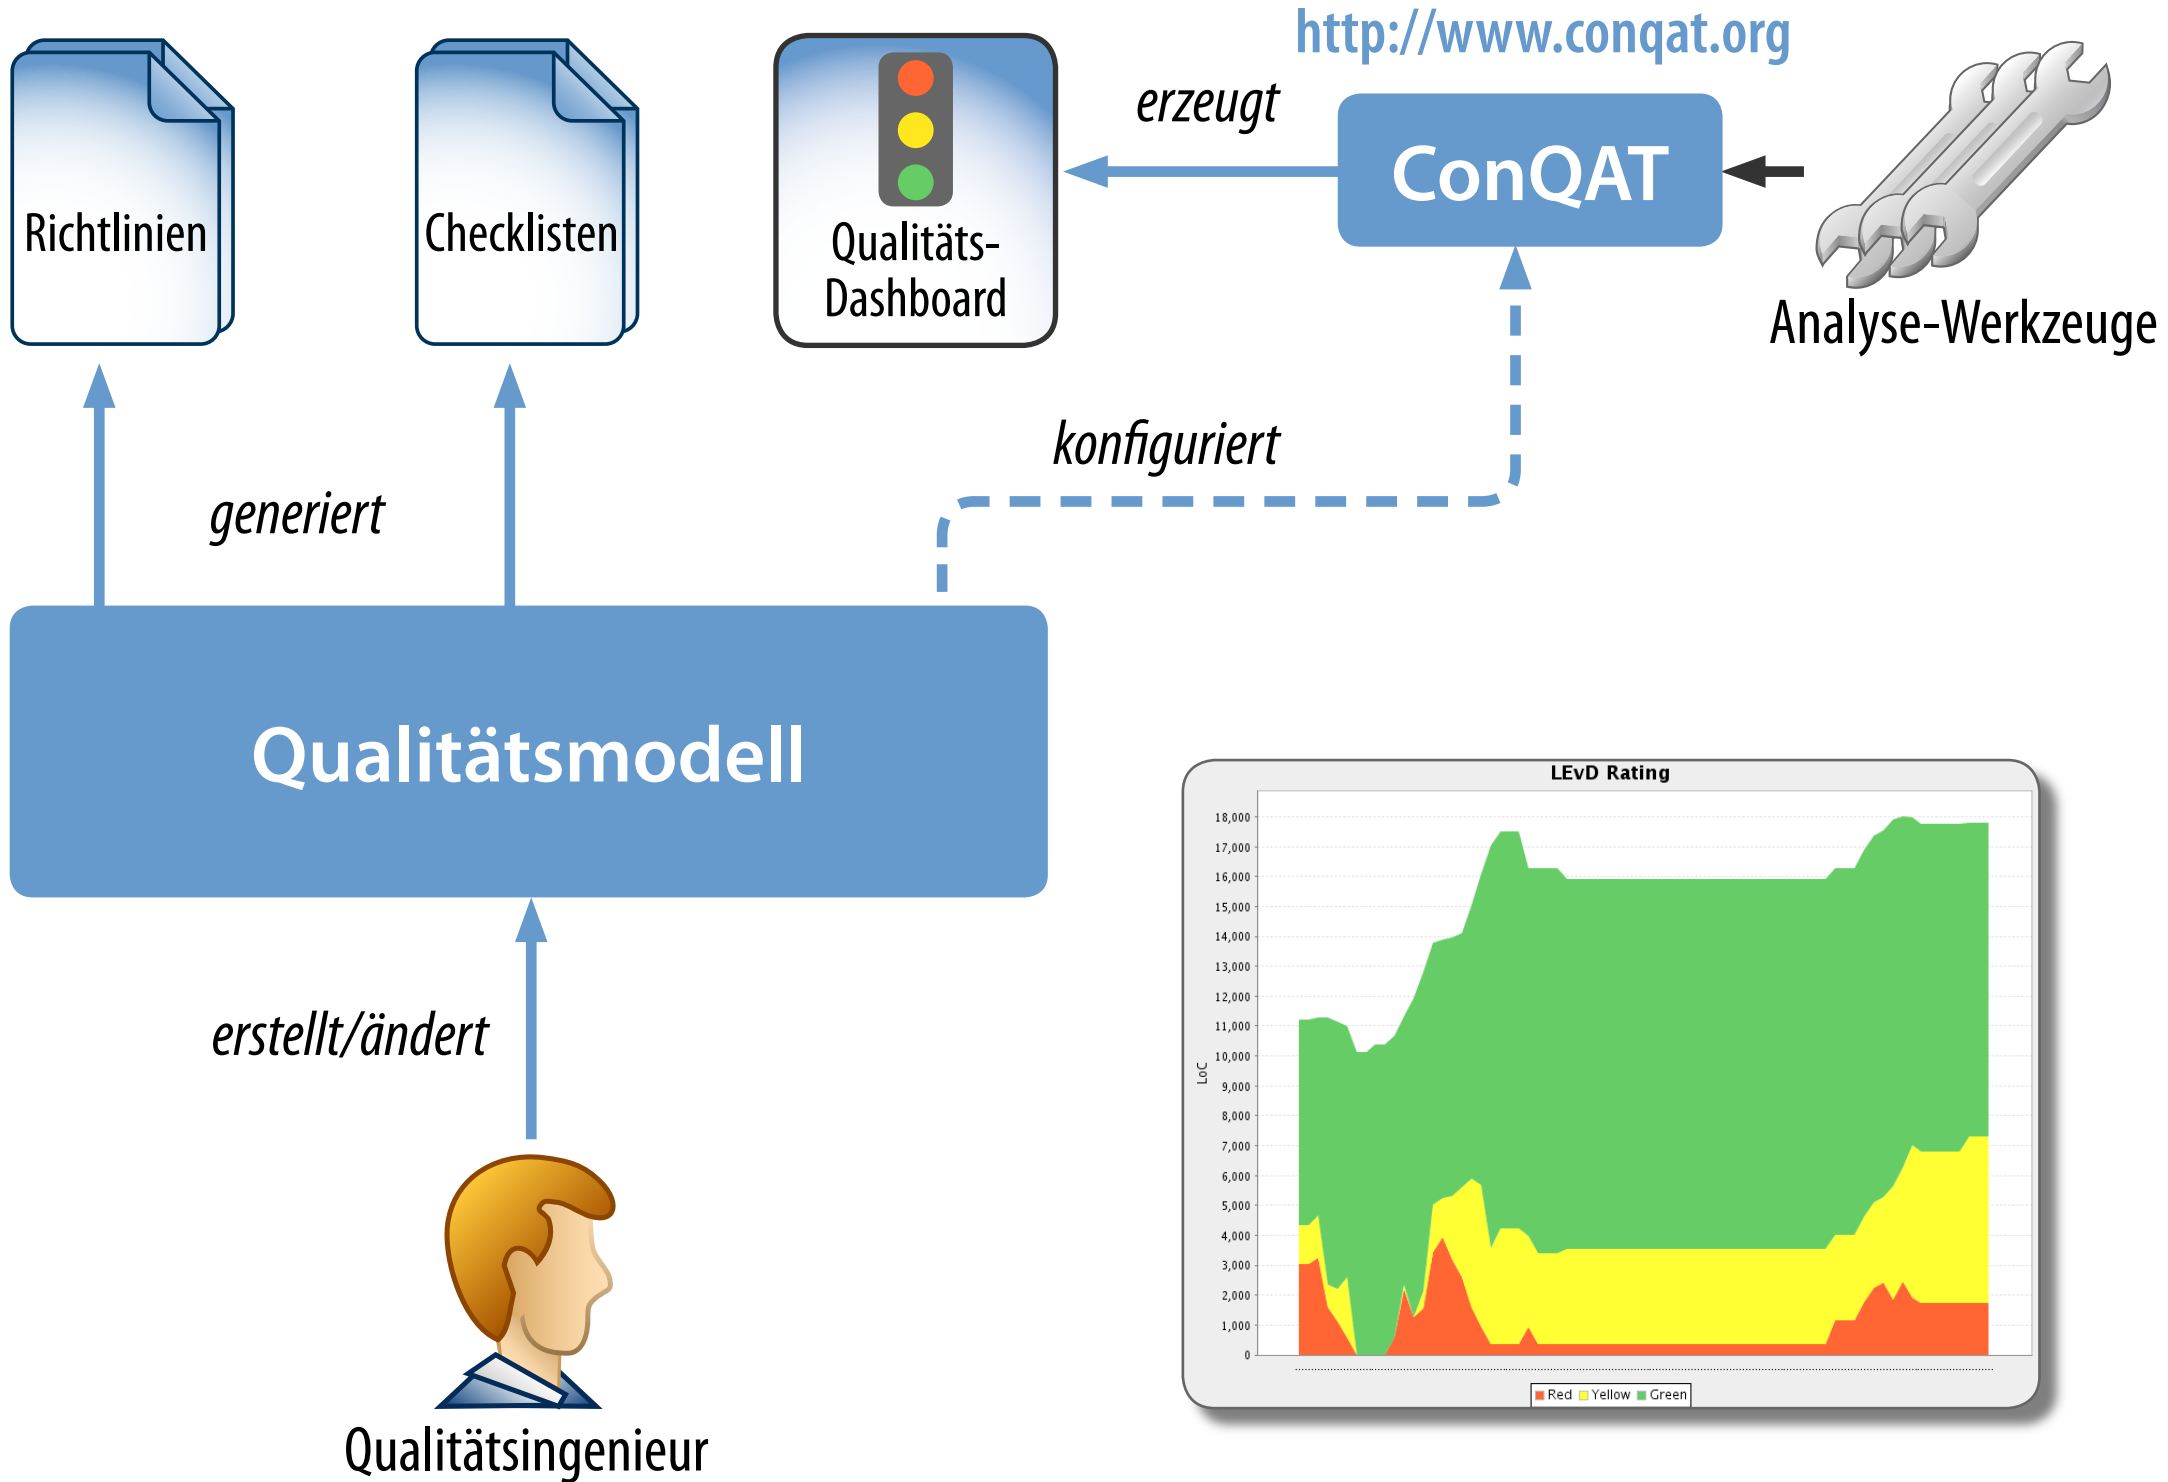 http://www.conqat.org
Richtlinien
Checklisten
Qualitäts-
Dashboard
erzeugt
ConQAT
Analyse-Werkzeuge
konfiguriert
generiert
Qualitätsmodell
erstellt/ändert
Qualitätsingenieur
LEvD Rating
18,000
17,000
16,000
15,000
14,000
13,000
12,000
11,000
10,000
9,000
8,000
7,000
6,000
5,000
4,000
3,000
2,000
1,000
0
LoC
Red Yellow Green